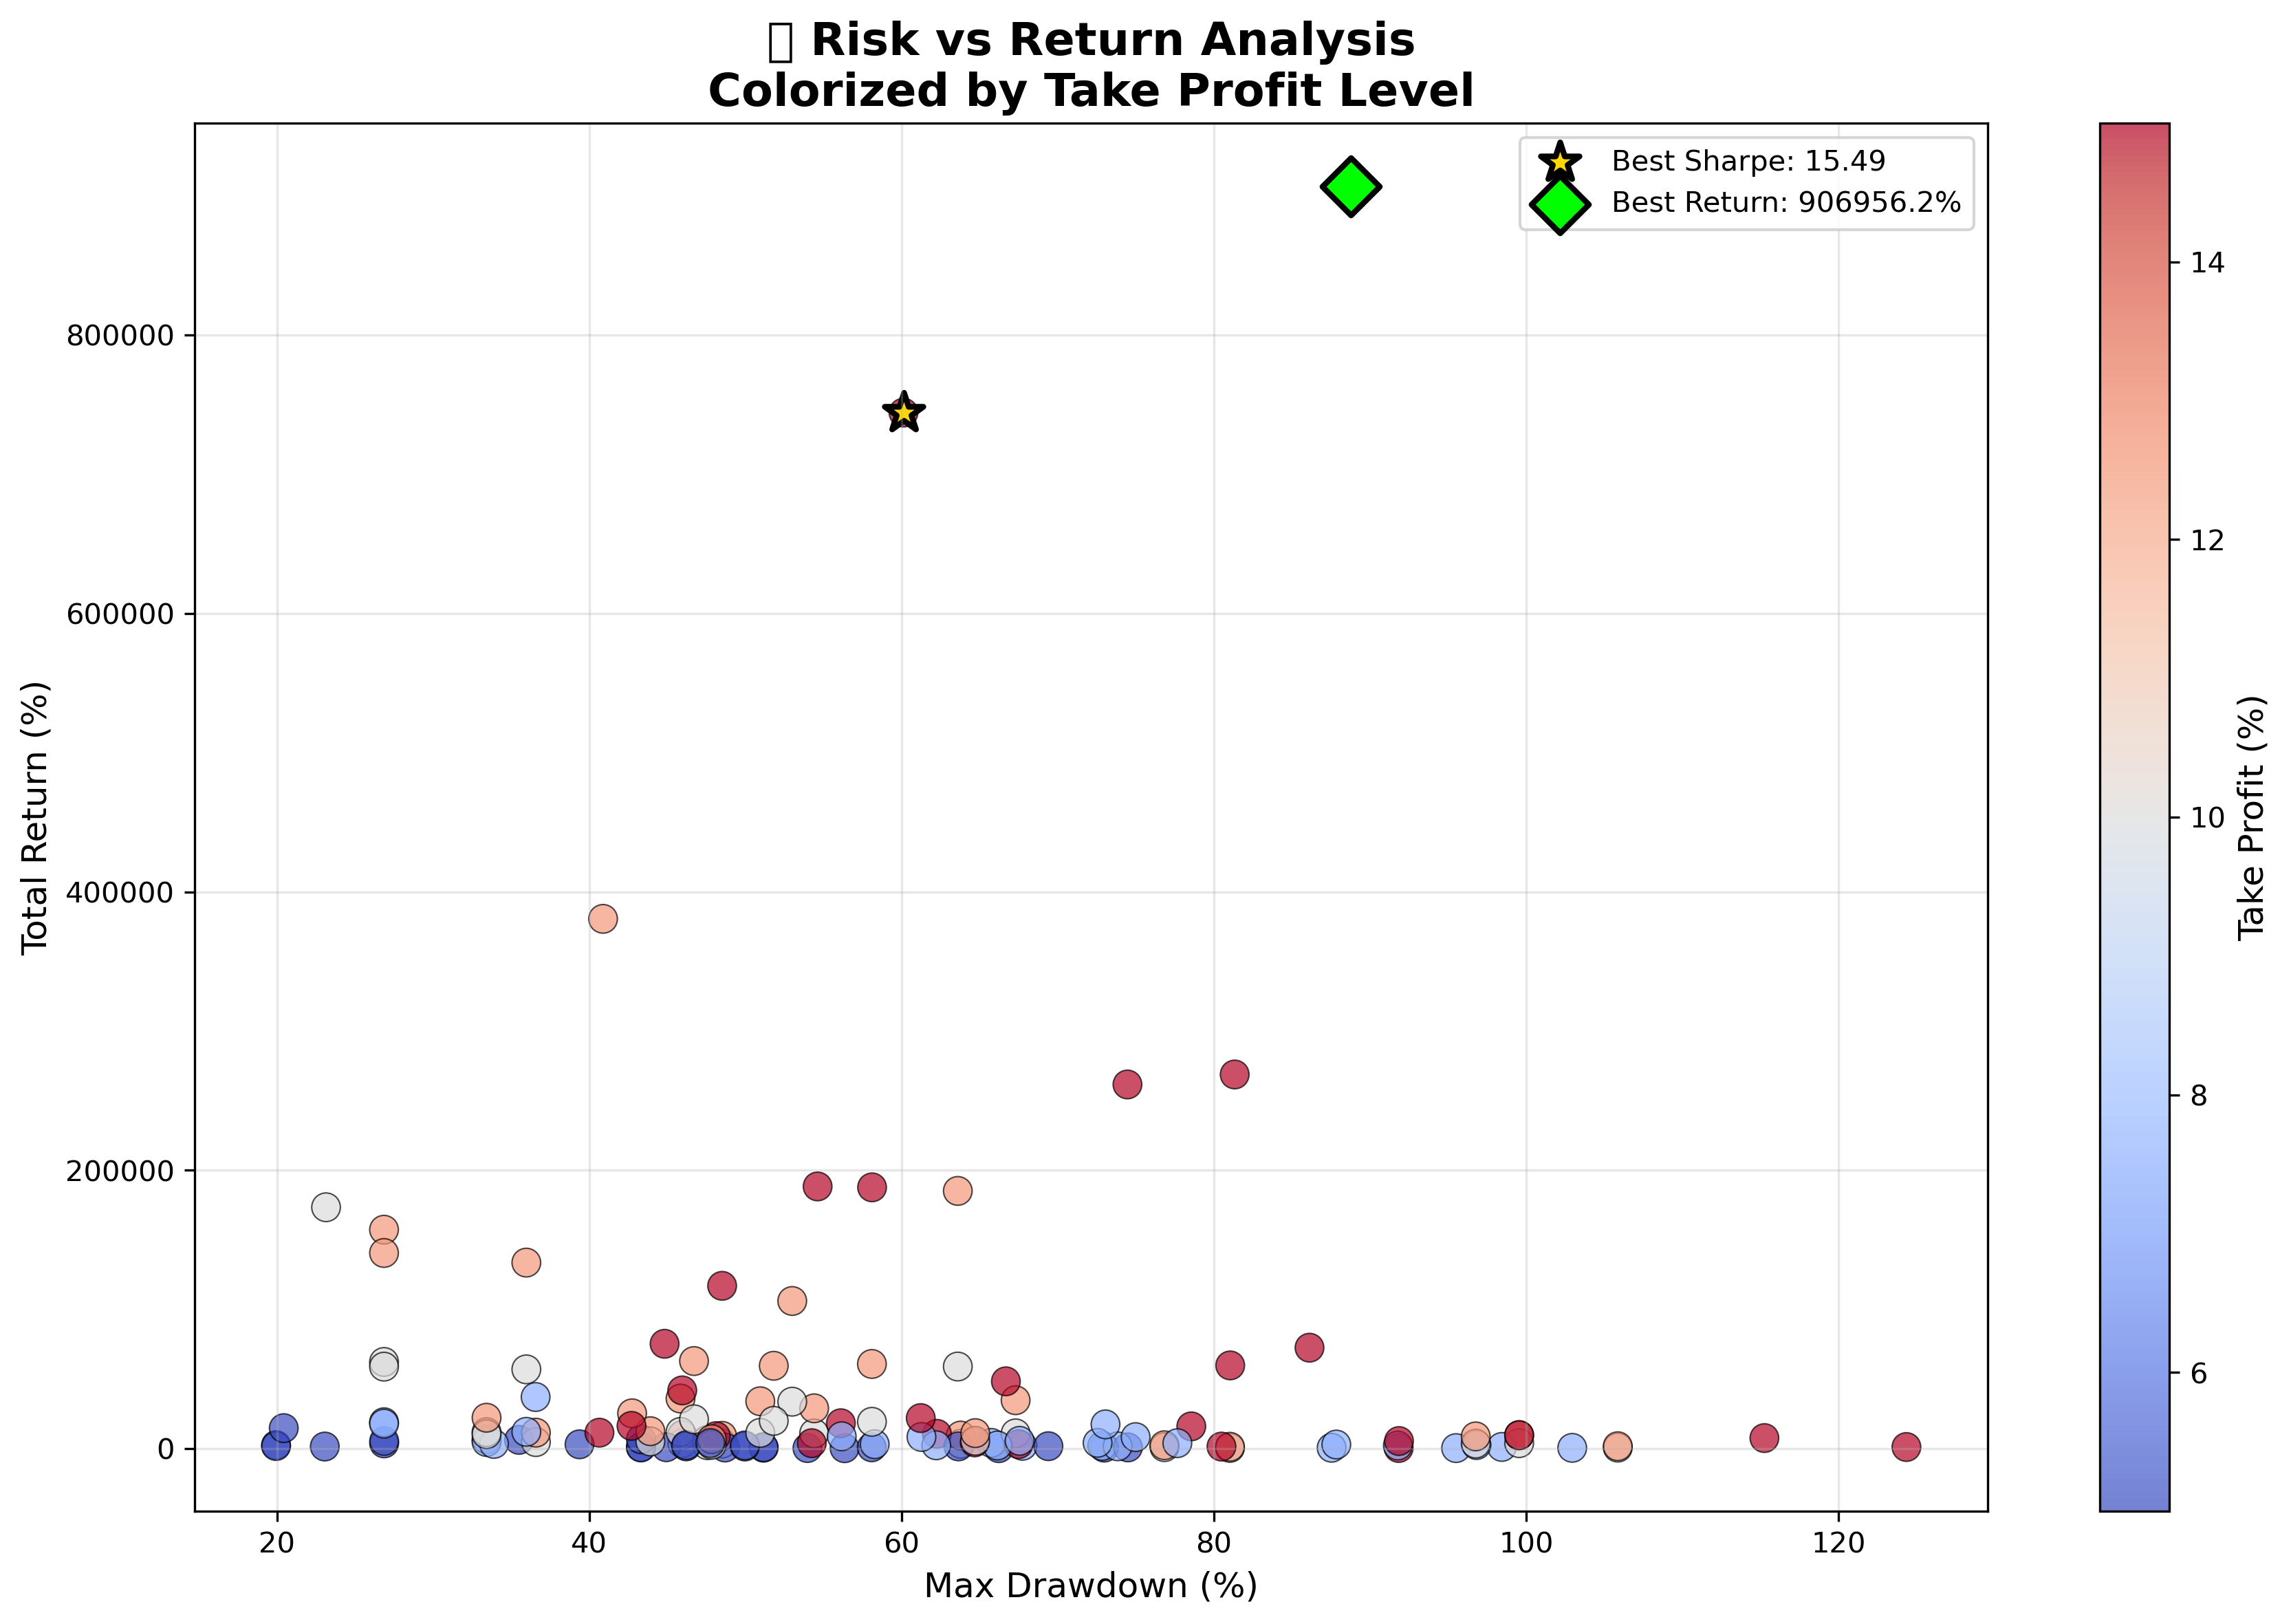 Risk vs Return Analysis
Colorized by Take Profit Level
Best Sharpe: 15.49
Best Return: 906956.2%
Total Return (%)
800000
600000
400000
200000
0
20
40
60
80
100
120
Max Drawdown (%)
14
12
10
8
6
Take Profit (%)